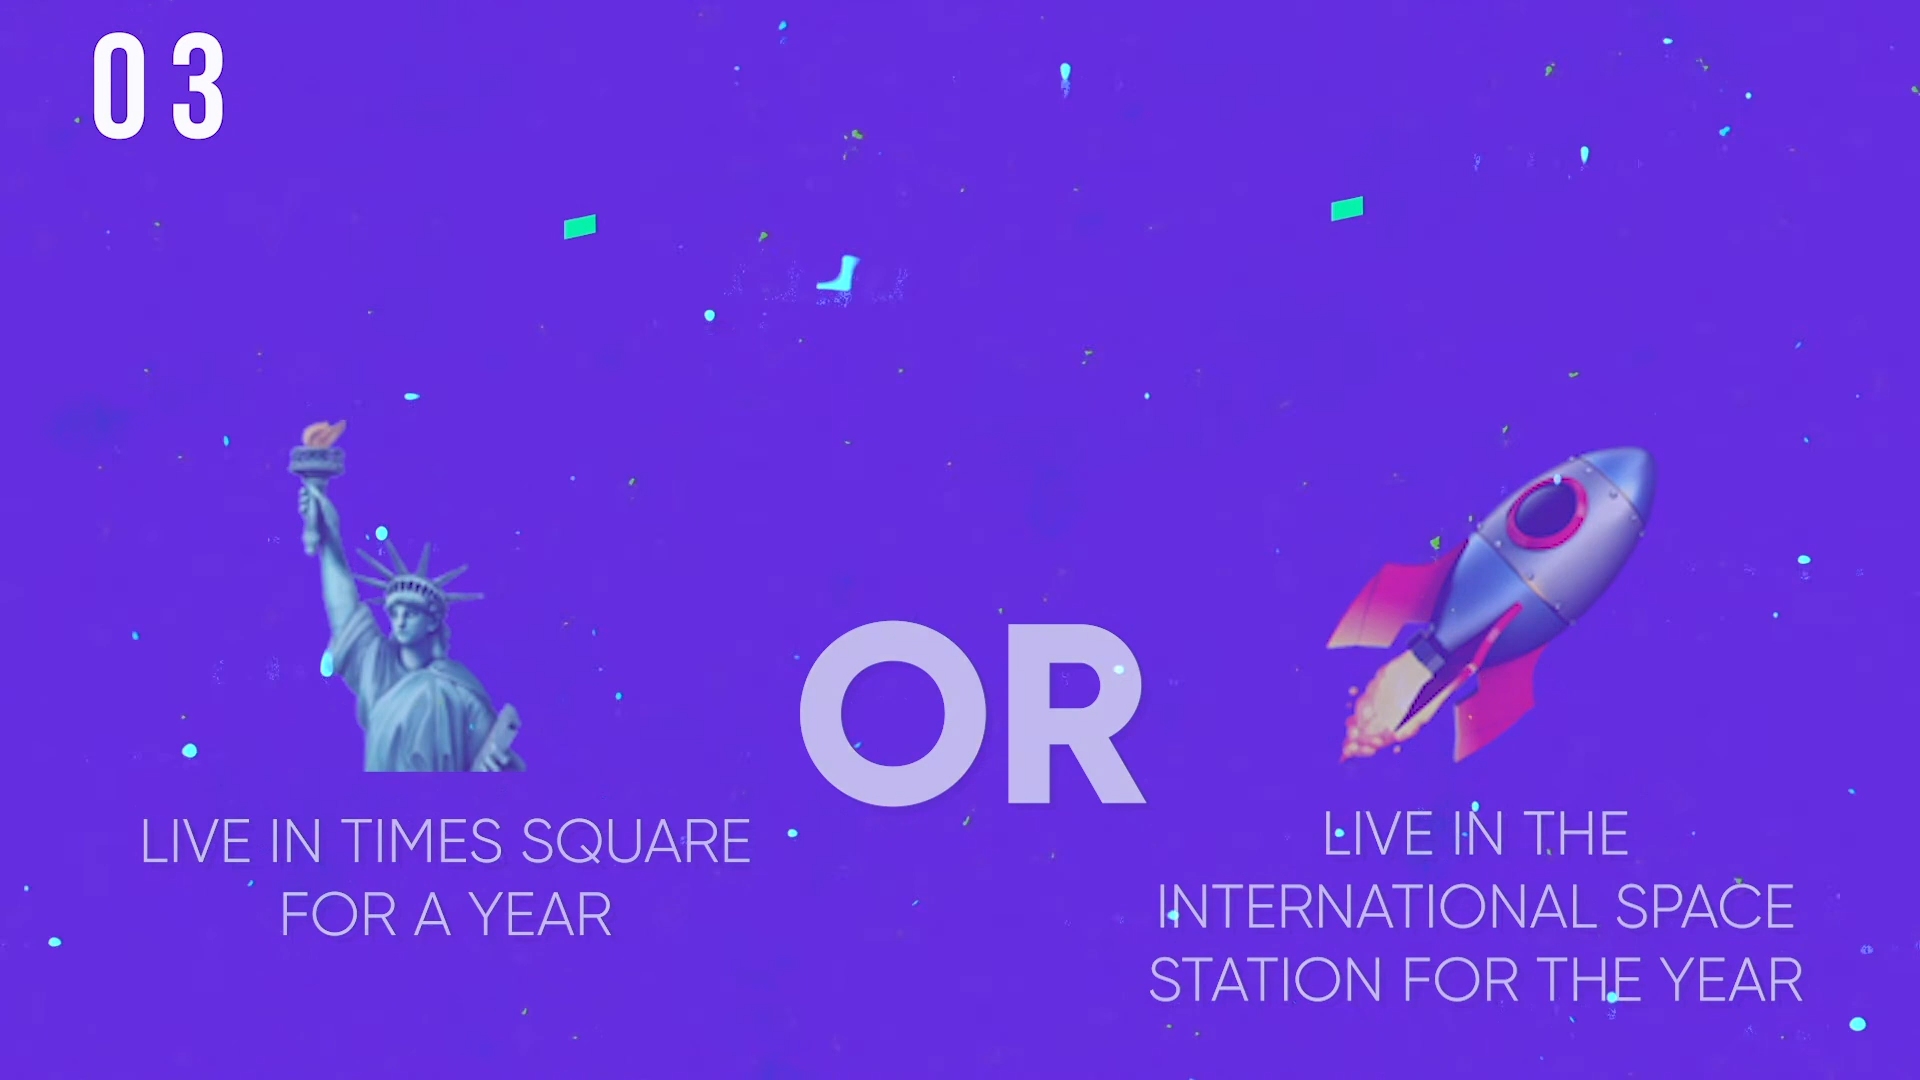 03
LIVE IN TIMES SQUARE
FOR A YEAR
OR
LIVE IN THE
INTERNATIONAL SPACE
STATION FOR THE YEAR